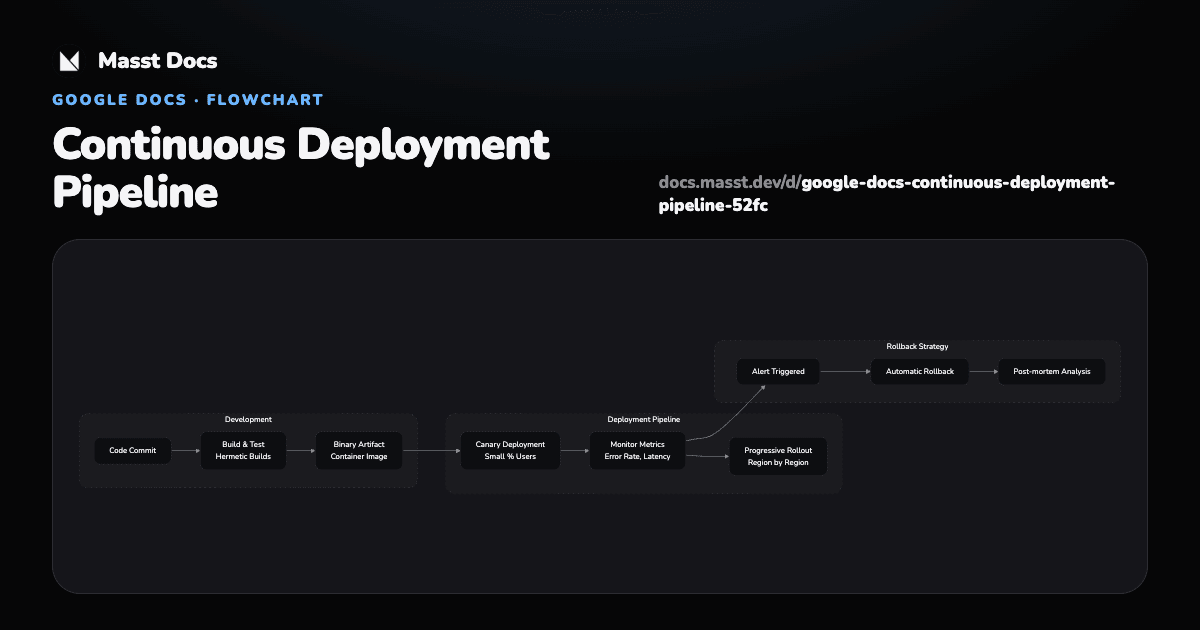 Masst Docs
GOOGLE DOCS · FLOWCHART
Continuous Deployment
Pipeline
docs.masst.dev/d/google-docs-continuous-deployment-
pipeline-52fc
Rollback Strategy
Alert Triggered
Automatic Rollback
Post-mortem Analysis
Development
Code Commit
Build & Test
Hermetic Builds
Binary Artifact
Container Image
Deployment Pipeline
Canary Deployment
Small % Users
Monitor Metrics
Error Rate, Latency
Progressive Rollout
Region by Region